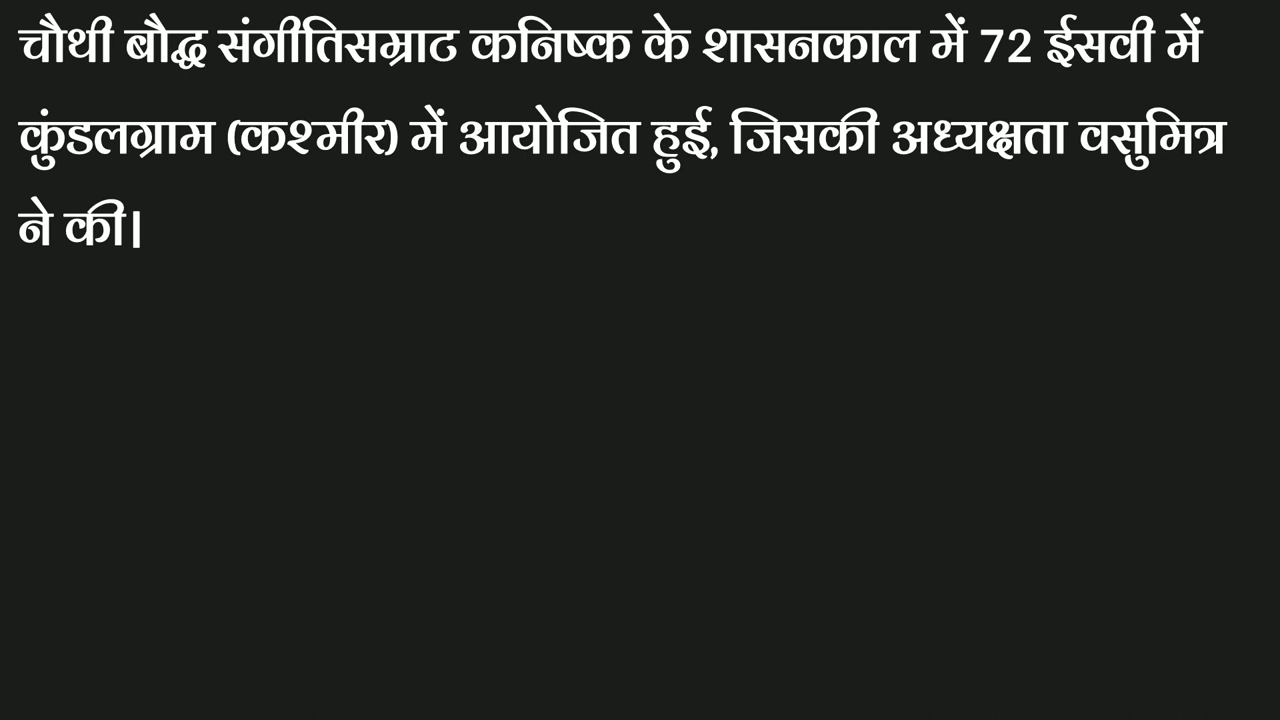 चौथी बौद्ध संगीतिसम्राट कनिष्क के शासनकाल में 72 ईसवी में
कुंडलग्राम (कश्मीर) में आयोजित हुई, जिसकी अध्यक्षता वसुमित्र
ने की।